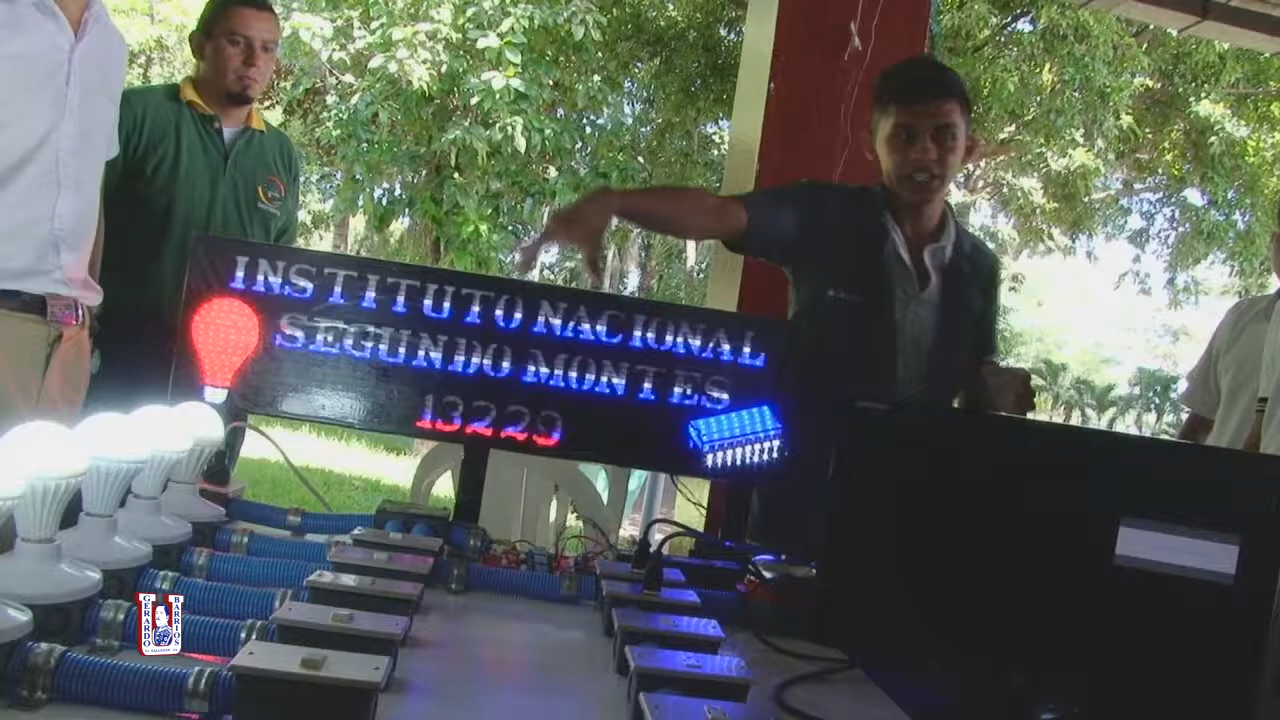 INSTITUTO NACIONAL
SEGUNDO MONTES
13229
GERARDO
BARRIOS